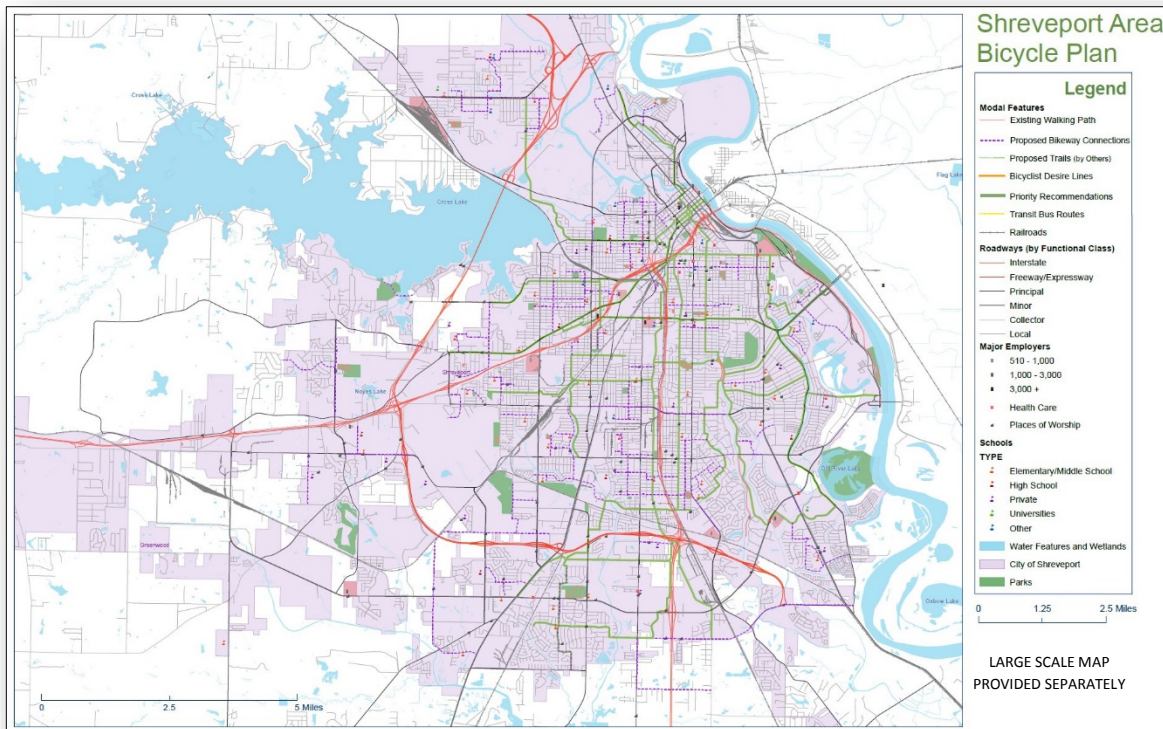 Shreveport Area
Bicycle Plan
Legend
Modal Features
Existing Walking Path
Proposed Bikeway Connections
Proposed Trails (by Others)
Bicyclist Desire Lines
Priority Recommendations
Transit Bus Routes
Railroads
Roadways (by Functional Class)
Interstate
Freeway/Expressway
Principal
Minor
Collector
Local
Major Employers
510 - 1,000
1,000 - 3,000
3,000 +
Health Care
Places of Worship
Schools
TYPE
Elementary/Middle School
High School
Private
Universities
Other
Water Features and Wetlands
City of Shreveport
Parks
0 1.25 2.5 Miles
LARGE SCALE MAP
PROVIDED SEPARATELY
Cross Lake
Cross Lake
Flag Lake
Shreveport
Noyes Lake
Old River Lake
Greenwood
Oxbow Lake
0 2.5 5 Miles